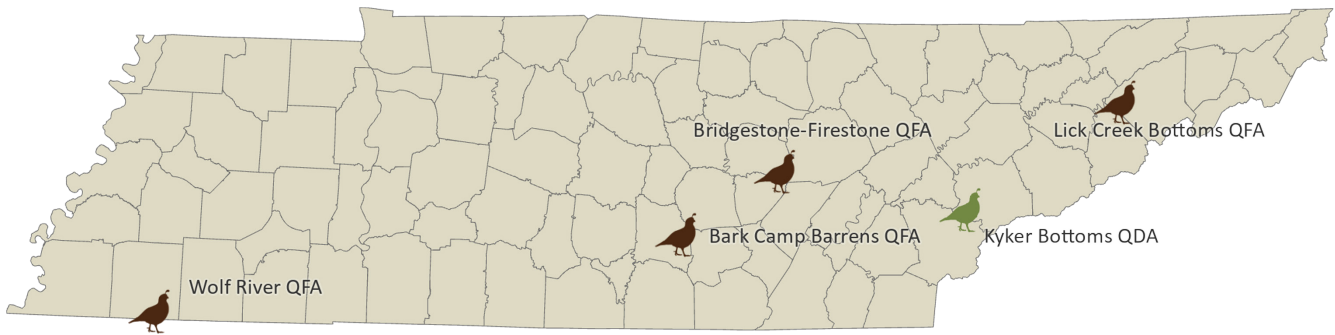 Bridgestone-Firestone QFA
Lick Creek Bottoms QFA
Bark Camp Barrens QFA
Kyker Bottoms QDA
Wolf River QFA